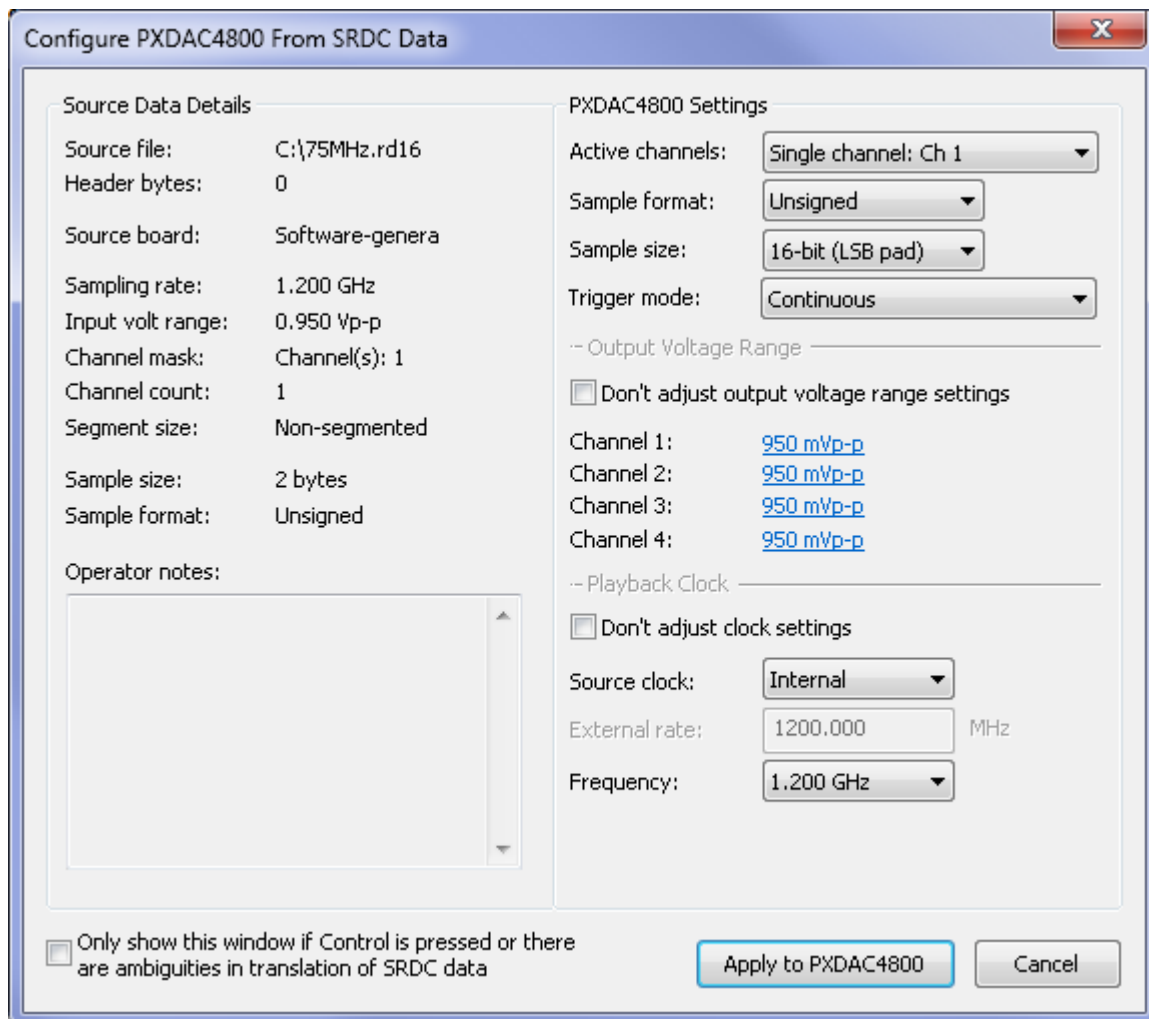 Configure PXDAC4800 From SRDC Data
Source Data Details
Source file: C:\75MHz.rd16
Header bytes: 0
Source board: Software-genera
Sampling rate: 1.200 GHz
Input volt range: 0.950 Vp-p
Channel mask: Channel(s): 1
Channel count: 1
Segment size: Non-segmented
Sample size: 2 bytes
Sample format: Unsigned
Operator notes:
PXDAC4800 Settings
Active channels: Single channel: Ch 1
Sample format: Unsigned
Sample size: 16-bit (LSB pad)
Trigger mode: Continuous
Output Voltage Range
Don't adjust output voltage range settings
Channel 1: 950 mVp-p
Channel 2: 950 mVp-p
Channel 3: 950 mVp-p
Channel 4: 950 mVp-p
Playback Clock
Don't adjust clock settings
Source clock: Internal
External rate: 1200.000 MHz
Frequency: 1.200 GHz
Only show this window if Control is pressed or there
are ambiguities in translation of SRDC data
Apply to PXDAC4800
Cancel